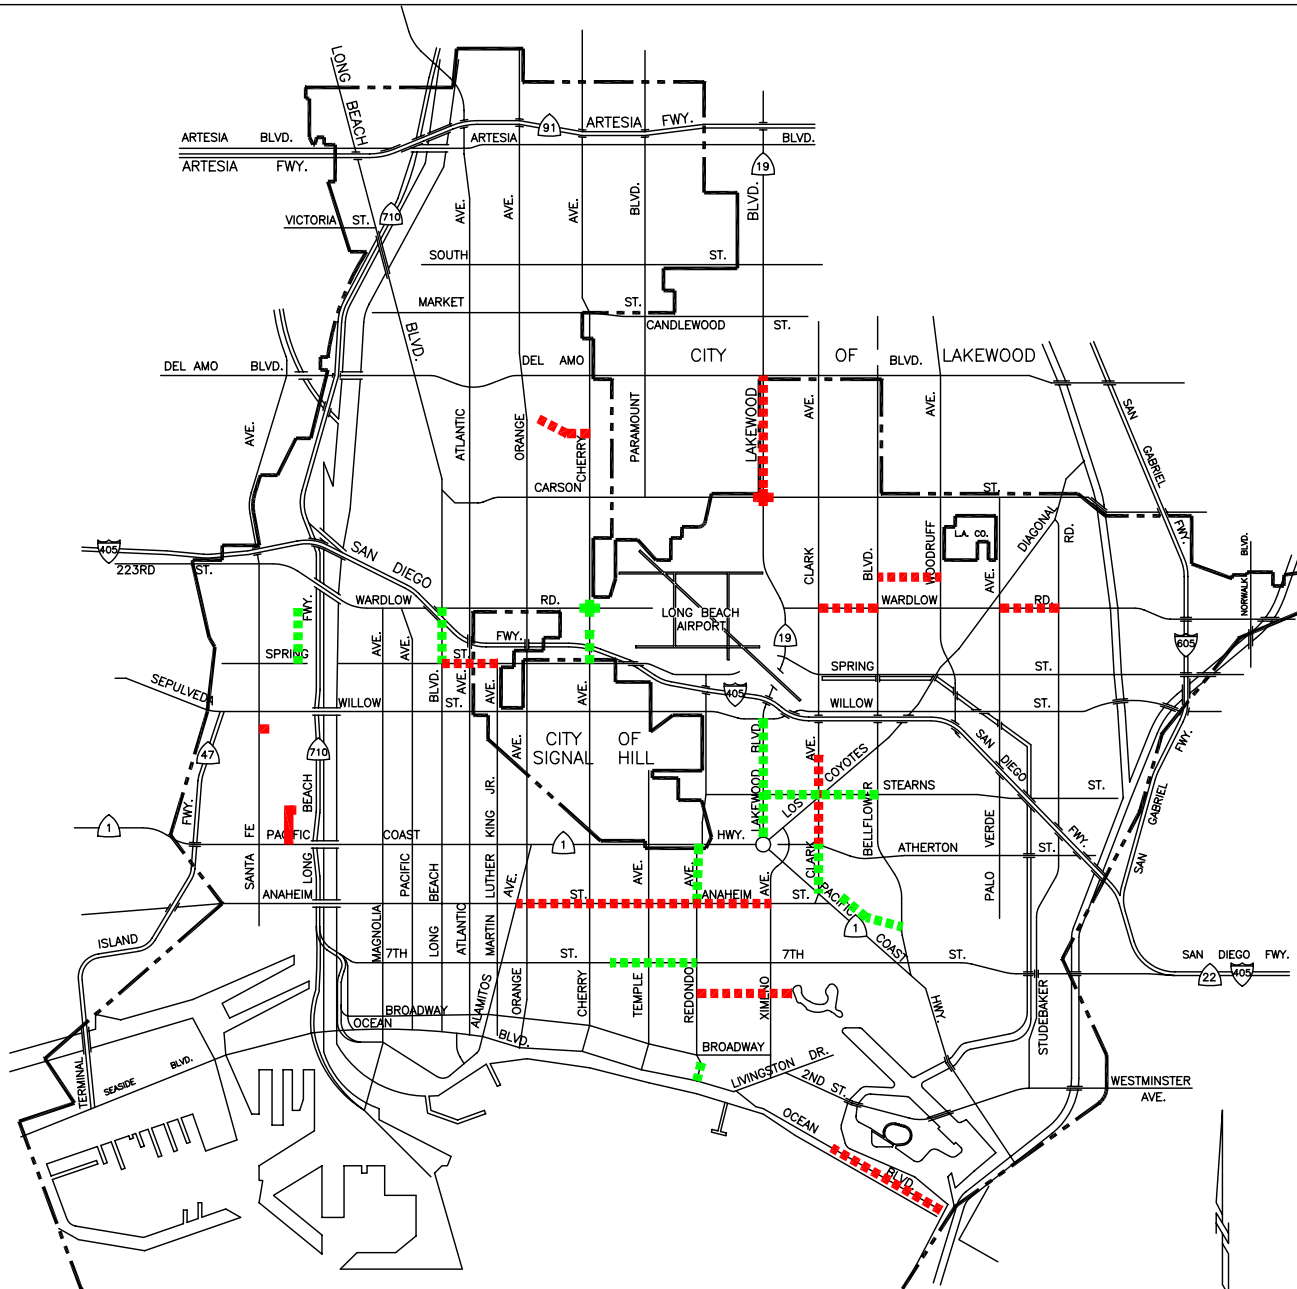 LONG BEACH BLVD.
ARTESIA BLVD.
ARTESIA FWY.
91
ARTESIA FWY.
ARTESIA BLVD.
19
BLVD.
710
VICTORIA ST.
AVE. AVE. AVE. BLVD.
SOUTH ST.
MARKET ST.
CANDLEWOOD ST.
CITY OF LAKEWOOD
DEL AMO BLVD.
DEL AMO BLVD.
AVE.
ATLANTIC
ORANGE
CHERRY
PARAMOUNT
LAKEWOOD
AVE.
AVE.
SAN GABRIEL FWY.
CARSON ST.
DIAGONAL
RD.
L.A. CO.
WOODRUFF
CLARK
BLVD.
AVE.
NORWALK BLVD.
405
223RD ST.
SAN DIEGO FWY.
WARDLOW RD.
LONG BEACH
AIRPORT
WARDLOW RD.
19
605
FWY.
AVE.
AVE.
SPRING ST.
SPRING ST.
BLVD.
AVE.
AVE.
AVE.
SEPULVEDA
WILLOW ST.
405
WILLOW ST.
47
710
CITY OF
SIGNAL HILL
AVE.
BLVD.
AVE.
LOS COYOTES
SAN DIEGO FWY.
STEARNS ST.
SAN GABRIEL FWY.
FWY.
1
PACIFIC COAST HWY.
1
LAKEWOOD
CLARK
BELLFLOWER
ATHERTON ST.
SANTA FE
LONG BEACH
PACIFIC
LONG BEACH
ATLANTIC
MARTIN LUTHER KING JR.
AVE.
AVE.
AVE.
AVE.
PALO VERDE
ANAHEIM ST.
ANAHEIM ST.
PACIFIC COAST HWY.
1
MAGNOLIA
7TH ST.
7TH ST.
SAN DIEGO FWY.
22
405
TERMINAL ISLAND
ALAMITOS
ORANGE
CHERRY
TEMPLE
REDONDO
XIMENO
STUDEBAKER
BROADWAY
OCEAN BLVD.
BROADWAY
LIVINGSTON DR.
2ND ST.
WESTMINSTER
AVE.
SEASIDE BLVD.
OCEAN BLVD.